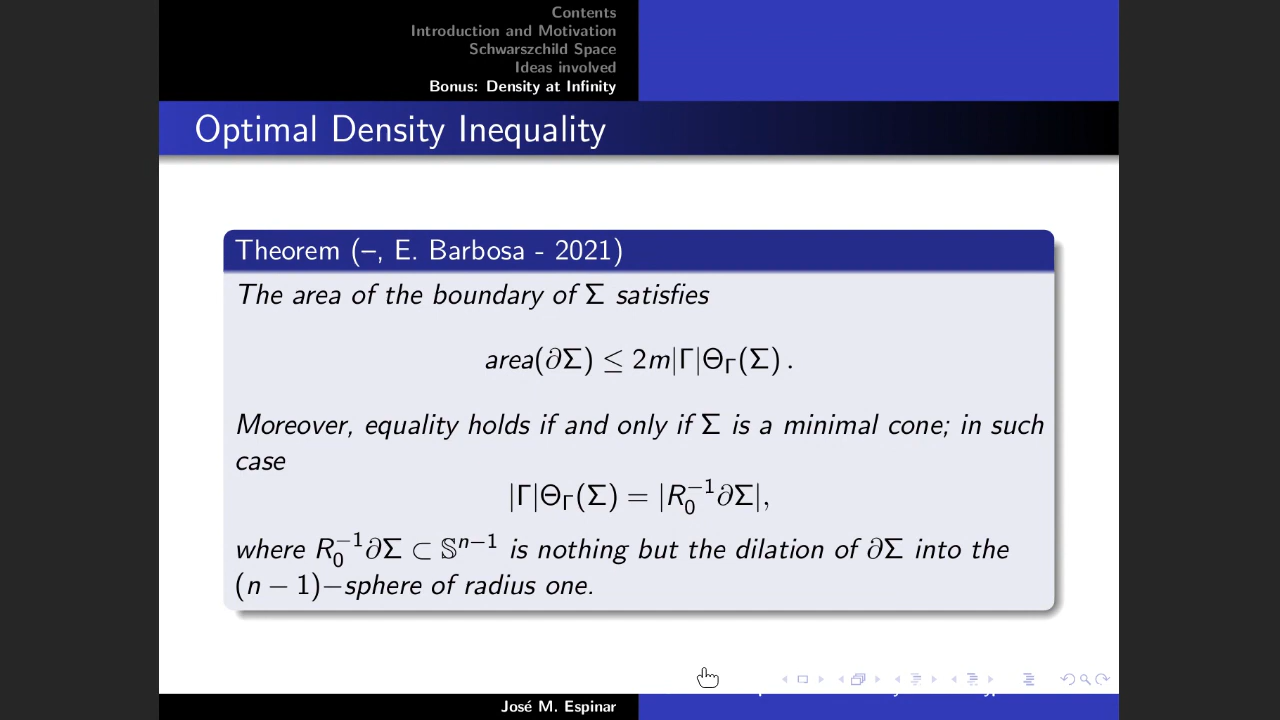 Contents
Introduction and Motivation
Schwarszchild Space
Ideas involved
Bonus: Density at Infinity
Optimal Density Inequality
Theorem (–, E. Barbosa - 2021)
The area of the boundary of Σ satisfies
area(∂Σ) ≤ 2m|Γ|Θ_Γ(Σ) .
Moreover, equality holds if and only if Σ is a minimal cone; in such
case
|Γ|Θ_Γ(Σ) = |R_0^{−1}∂Σ|,
where R_0^{−1}∂Σ ⊂ 𝕊^{n−1} is nothing but the dilation of ∂Σ into the
(n − 1)−sphere of radius one.
José M. Espinar